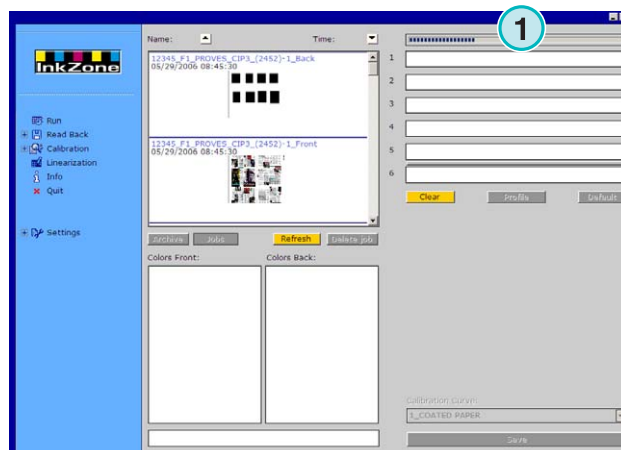 InkZone
Run
Read Back
Calibration
Linearization
Info
Quit
Settings
Name:
Time:
12345_F1_PROVES_CIP3_(2452)-1_Back
05/29/2006 08:45:30
12345_F1_PROVES_CIP3_(2452)-1_Front
05/29/2006 08:45:30
Archive
Jobs
Refresh
Delete job
Colors Front:
Colors Back:
1
1
2
3
4
5
6
Clear
Profile
Default
Calibration Curve:
1_COATED PAPER
Save